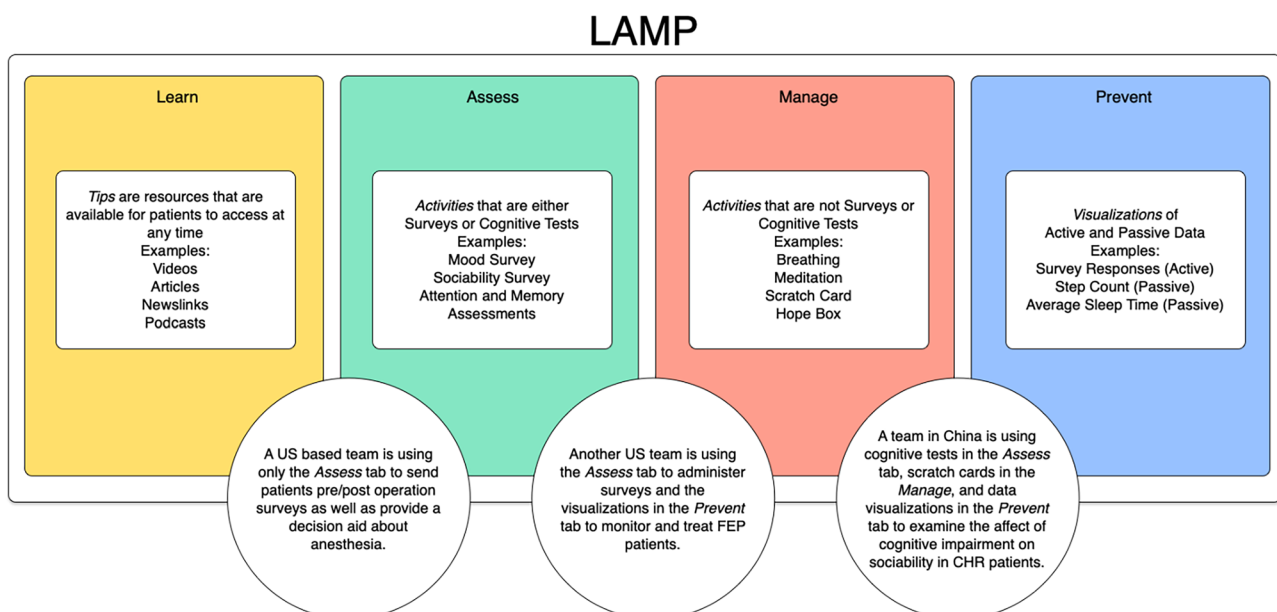 LAMP
Learn
Tips are resources that are
available for patients to access at
any time
Examples:
Videos
Articles
Newslinks
Podcasts
Assess
Activities that are either
Surveys or Cognitive Tests
Examples:
Mood Survey
Sociability Survey
Attention and Memory
Assessments
Manage
Activities that are not Surveys or
Cognitive Tests
Examples:
Breathing
Meditation
Scratch Card
Hope Box
Prevent
Visualizations of
Active and Passive Data
Examples:
Survey Responses (Active)
Step Count (Passive)
Average Sleep Time (Passive)
A US based team is using
only the Assess tab to send
patients pre/post operation
surveys as well as provide a
decision aid about
anesthesia.
Another US team is using
the Assess tab to administer
surveys and the
visualizations in the Prevent
tab to monitor and treat FEP
patients.
A team in China is using
cognitive tests in the Assess
tab, scratch cards in the
Manage, and data
visualizations in the Prevent
tab to examine the affect of
cognitive impairment on
sociability in CHR patients.